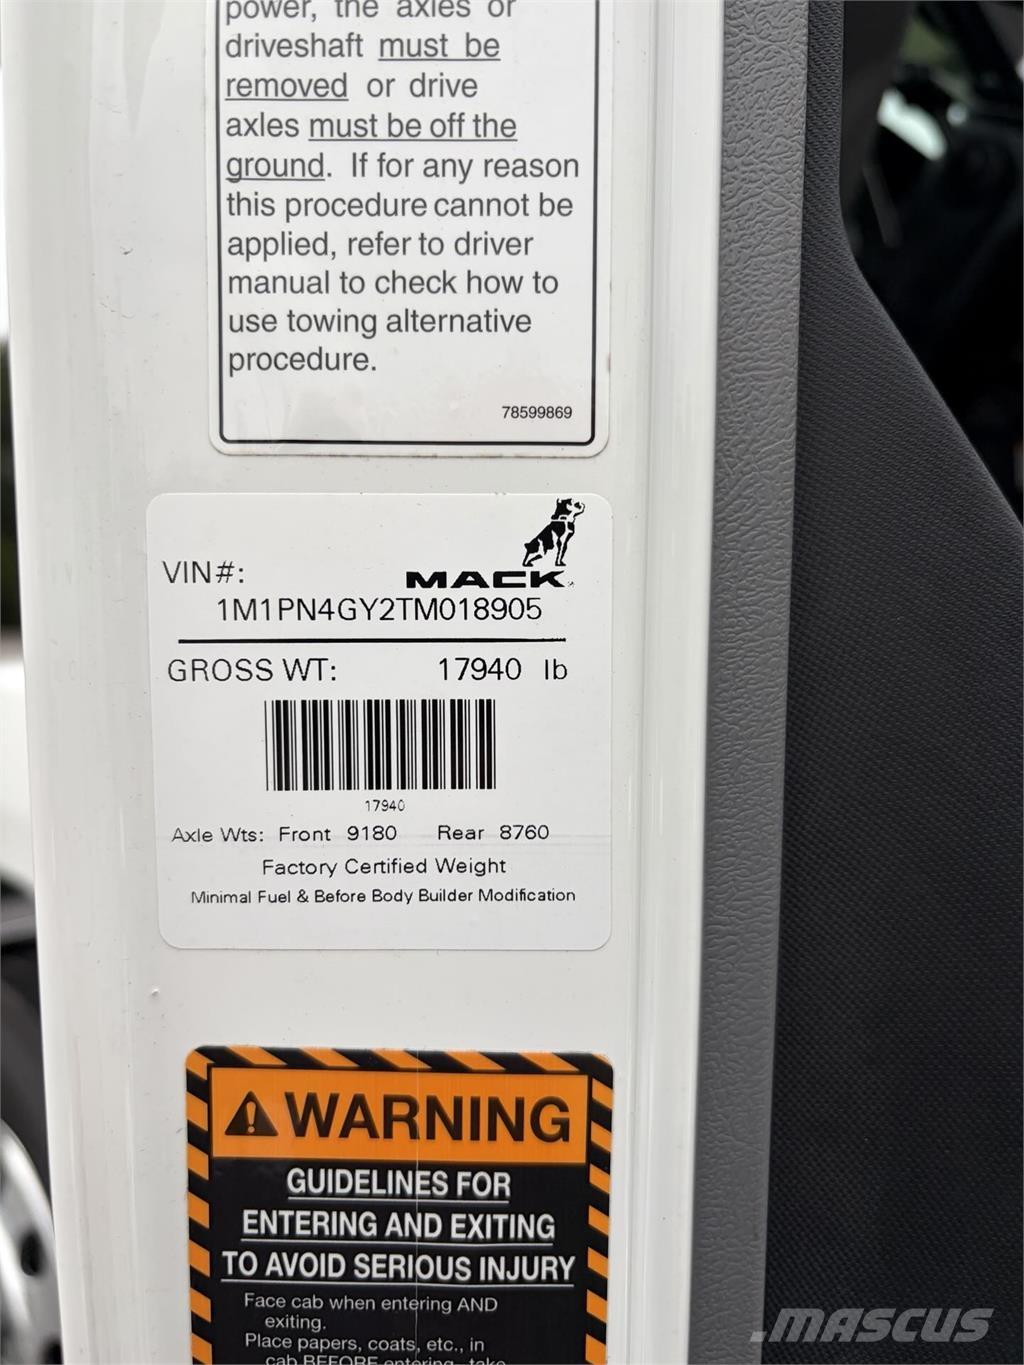 power, the axles or
driveshaft must be
removed or drive
axles must be off the
ground. If for any reason
this procedure cannot be
applied, refer to driver
manual to check how to
use towing alternative
procedure.
78599869
MACK
VIN#:
1M1PN4GY2TM018905
GROSS WT: 17940 lb
17940
Axle Wts: Front 9180 Rear 8760
Factory Certified Weight
Minimal Fuel & Before Body Builder Modification
WARNING
GUIDELINES FOR
ENTERING AND EXITING
TO AVOID SERIOUS INJURY
Face cab when entering AND
exiting.
Place papers, coats, etc., in
cab BEFORE entering, take
MASCUS